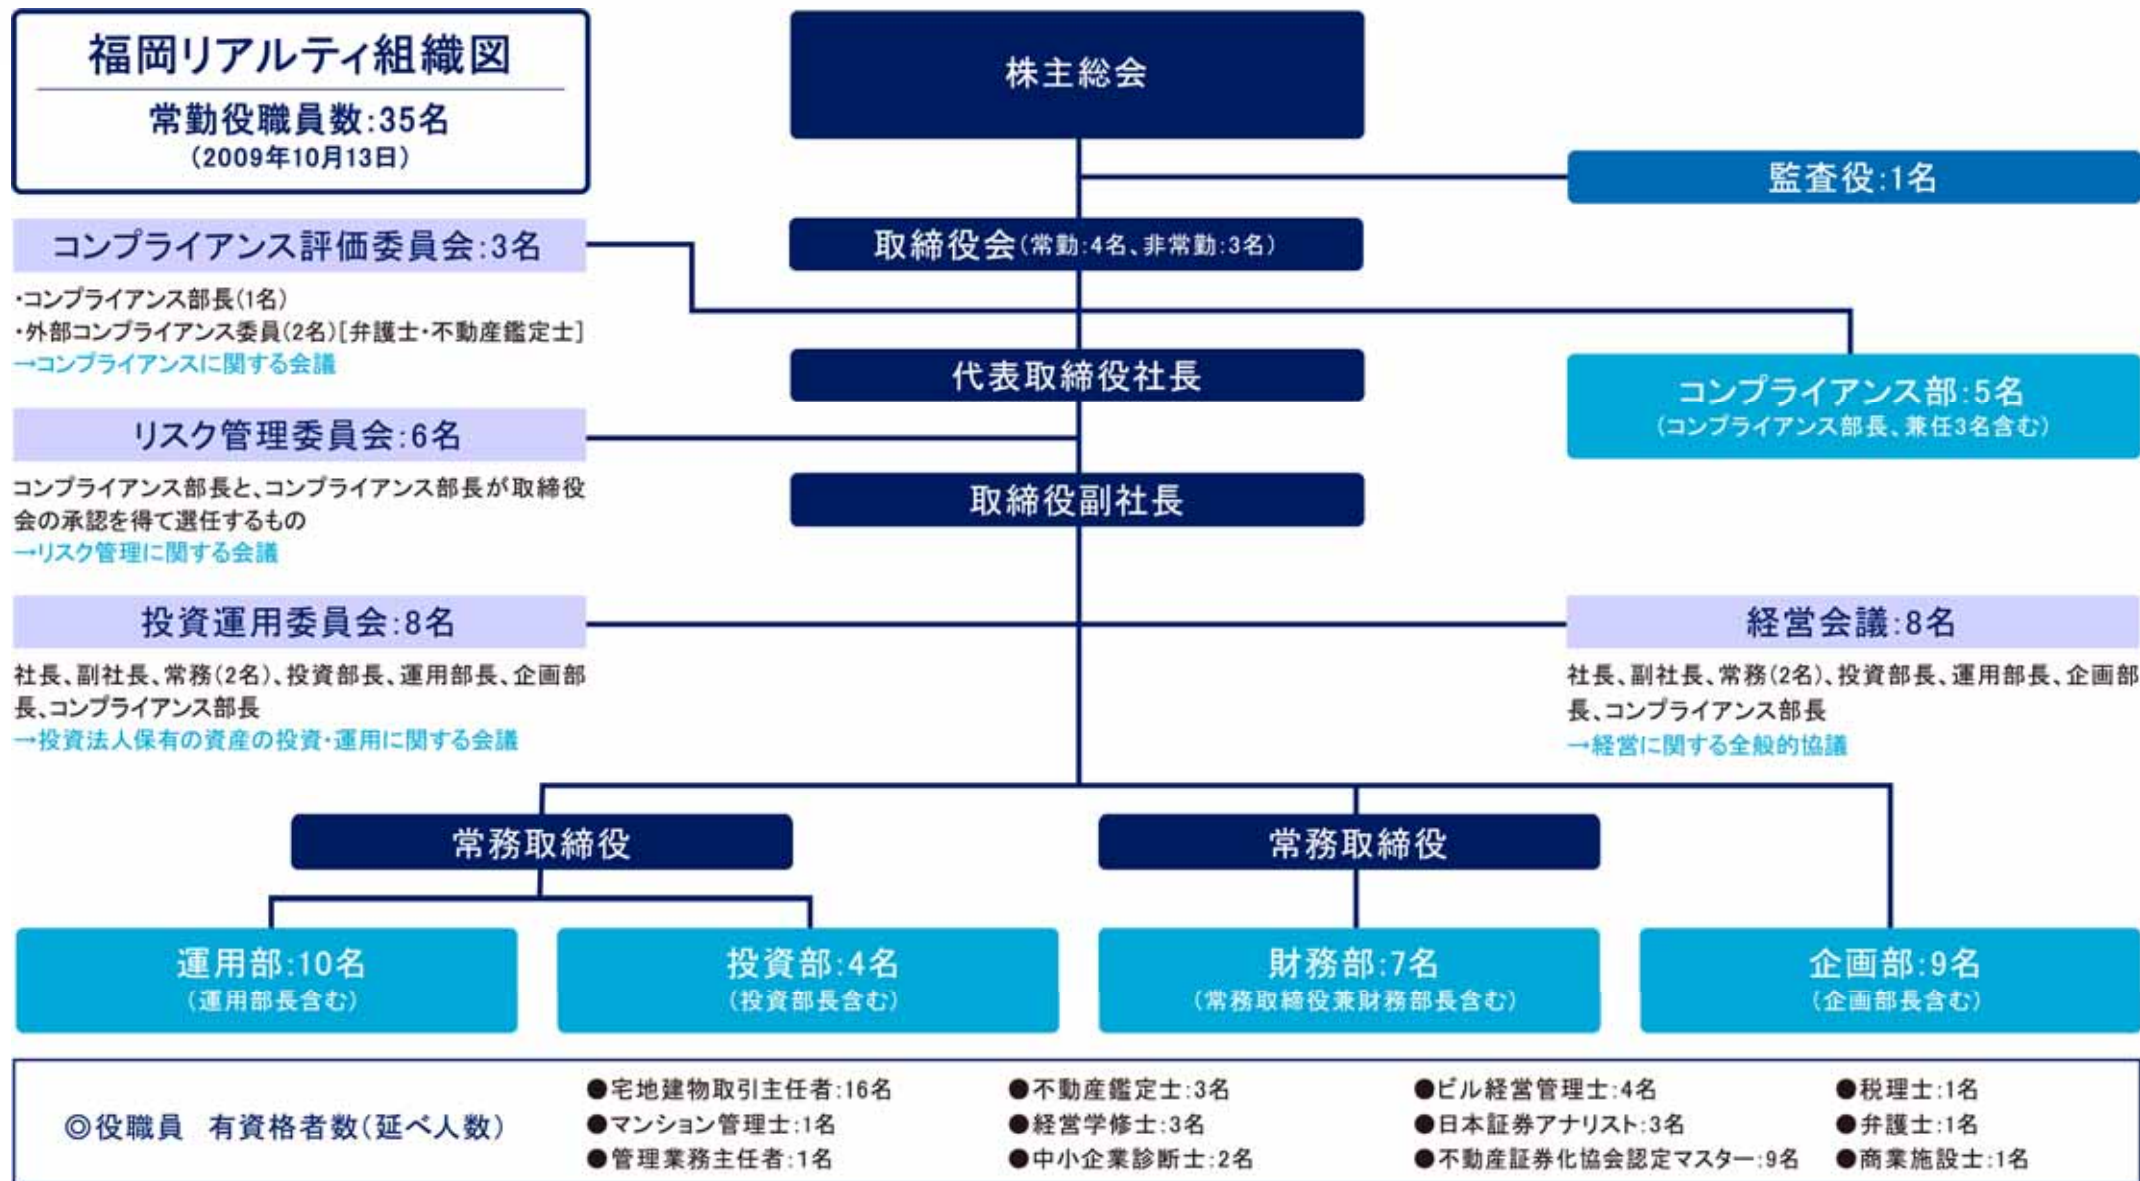 福岡リアルティ組織図
常勤役職員数:35名
(2009年10月13日)
株主総会
監査役:1名
取締役会(常勤:4名、非常勤:3名)
コンプライアンス評価委員会:3名
・コンプライアンス部長(1名)
・外部コンプライアンス委員(2名)[弁護士・不動産鑑定士]
→コンプライアンスに関する会議
代表取締役社長
コンプライアンス部:5名
(コンプライアンス部長、兼任3名含む)
リスク管理委員会:6名
コンプライアンス部長と、コンプライアンス部長が取締役
会の承認を得て選任するもの
→リスク管理に関する会議
取締役副社長
投資運用委員会:8名
社長、副社長、常務(2名)、投資部長、運用部長、企画部
長、コンプライアンス部長
→投資法人保有の資産の投資・運用に関する会議
経営会議:8名
社長、副社長、常務(2名)、投資部長、運用部長、企画部
長、コンプライアンス部長
→経営に関する全般的協議
常務取締役
常務取締役
運用部:10名
(運用部長含む)
投資部:4名
(投資部長含む)
財務部:7名
(常務取締役兼財務部長含む)
企画部:9名
(企画部長含む)
◎役職員 有資格者数(延べ人数)
●宅地建物取引主任者:16名
●マンション管理士:1名
●管理業務主任者:1名
●不動産鑑定士:3名
●経営学修士:3名
●中小企業診断士:2名
●ビル経営管理士:4名
●日本証券アナリスト:3名
●不動産証券化協会認定マスター:9名
●税理士:1名
●弁護士:1名
●商業施設士:1名